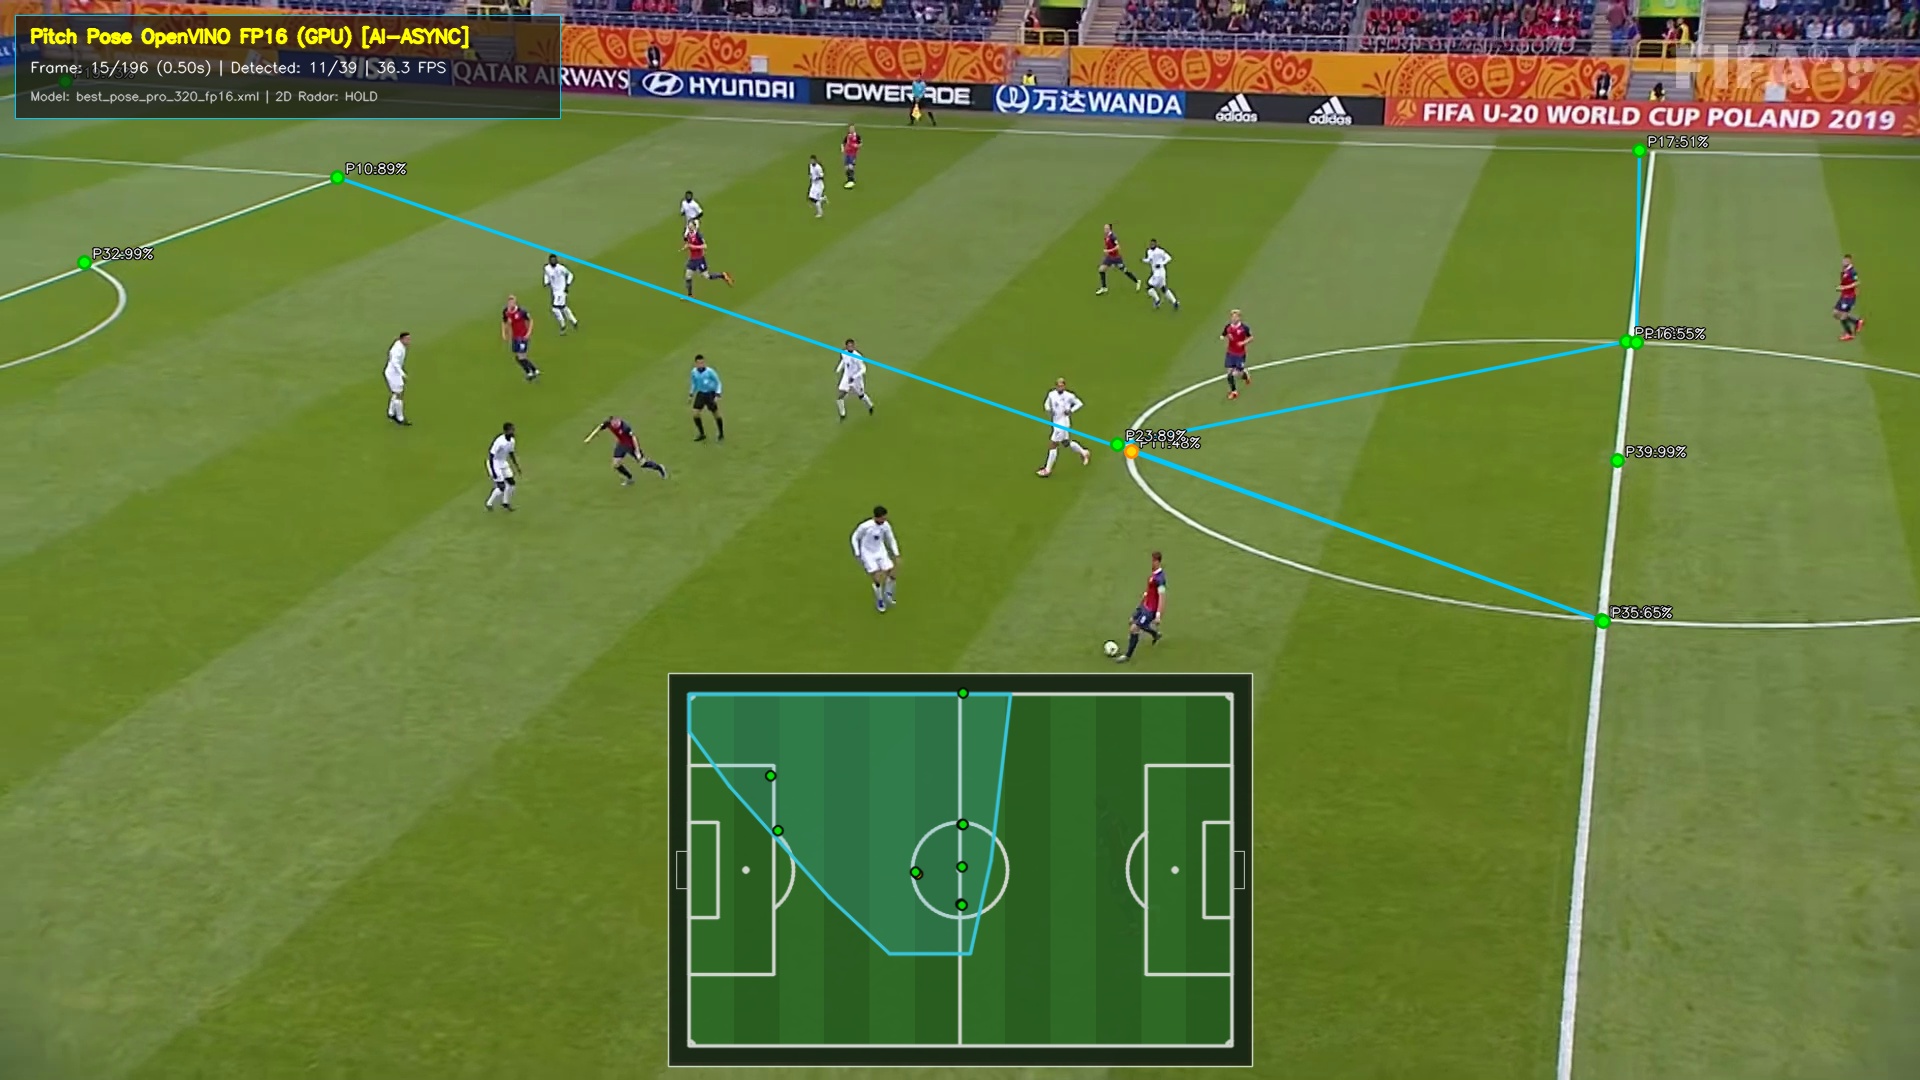 Pitch Pose OpenVINO FP16 (GPU) [AI-ASYNC]
Frame: 15/196 (0.50s) | Detected: 11/39 | 36.3 FPS
Model: best_pose_pro_320_fp16.xml | 2D Radar: HOLD
FIFA
QATAR AIRWAYS
HYUNDAI
POWERADE
万达WANDA
adidas
adidas
FIFA U-20 WORLD CUP POLAND 2019
P17:51%
P10:89%
P32:99%
P16:55%
P23:89%
P11:48%
P39:99%
P35:65%